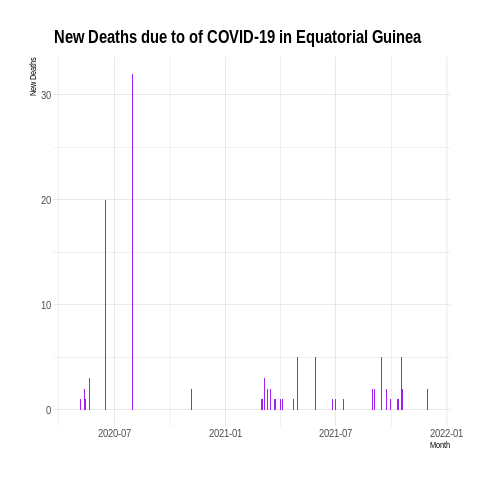 New Deaths due to of COVID-19 in Equatorial Guinea
New Deaths
30
20
10
0
2020-07 2021-01 2021-07 2022-01
Month